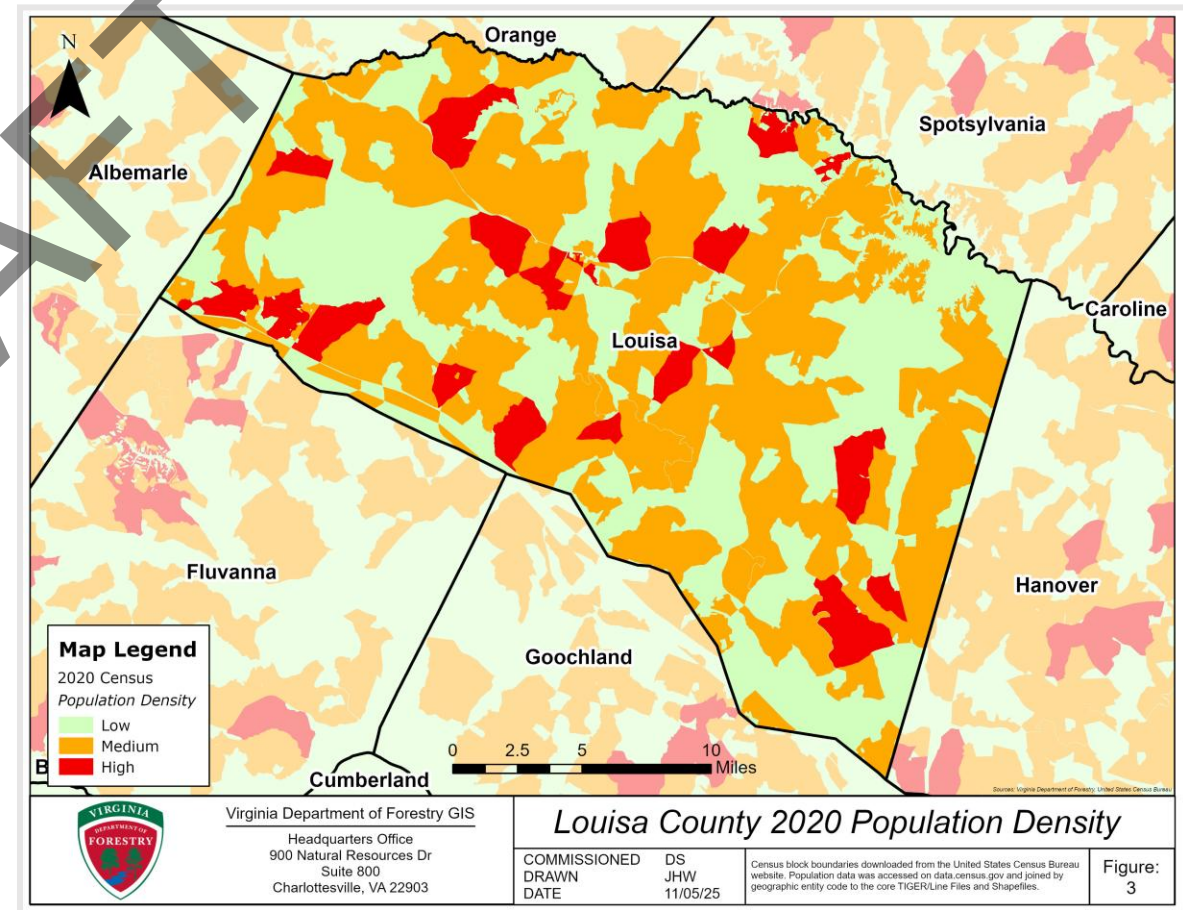 N
Orange
Spotsylvania
Albemarle
Caroline
Louisa
Fluvanna
Hanover
Goochland
Cumberland
B
Map Legend
2020 Census
Population Density
Low
Medium
High
0 2.5 5 10
Miles
Sources: Virginia Department of Forestry, United States Census Bureau
VIRGINIA
DEPARTMENT OF
FORESTRY
Virginia Department of Forestry GIS
Headquarters Office
900 Natural Resources Dr
Suite 800
Charlottesville, VA 22903
Louisa County 2020 Population Density
COMMISSIONED DS
DRAWN JHW
DATE 11/05/25
Census block boundaries downloaded from the United States Census Bureau
website. Population data was accessed on data.census.gov and joined by
geographic entity code to the core TIGER/Line Files and Shapefiles.
Figure:
3
AFT